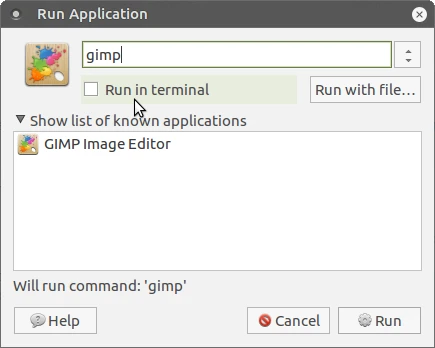 Run Application
gimp
Run in terminal
Run with file...
Show list of known applications
GIMP Image Editor
Will run command: 'gimp'
Help
Cancel
Run